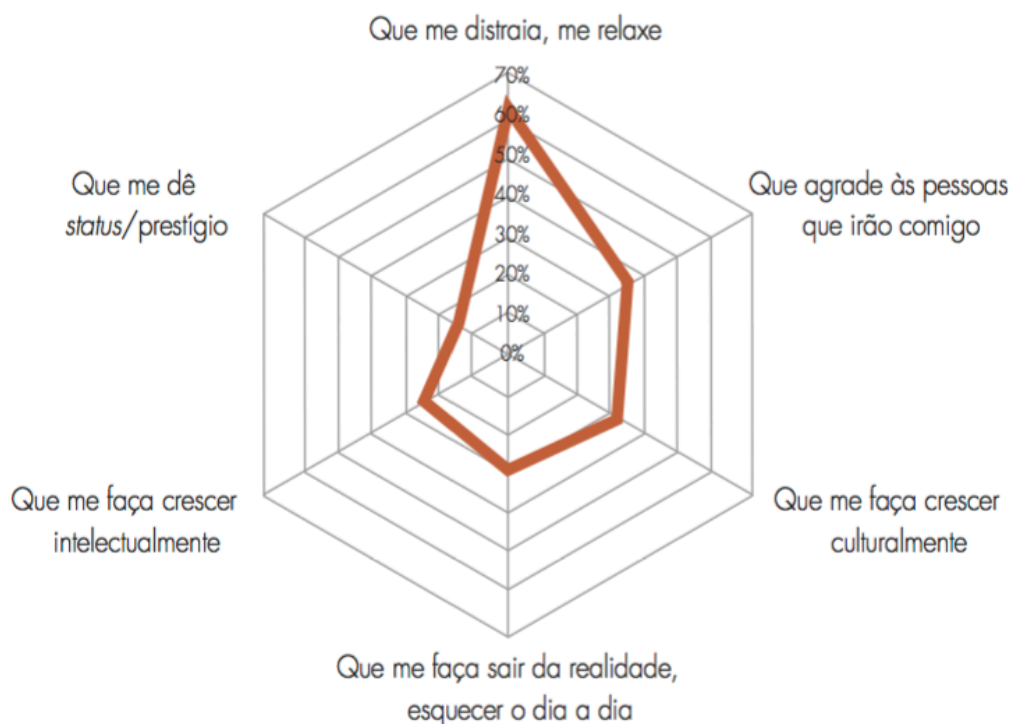 Que me distraia, me relaxe
70%
60%
50%
40%
30%
20%
10%
0%
Que me dê
status/prestígio
Que agrade às pessoas
que irão comigo
Que me faça crescer
intelectualmente
Que me faça crescer
culturalmente
Que me faça sair da realidade,
esquecer o dia a dia